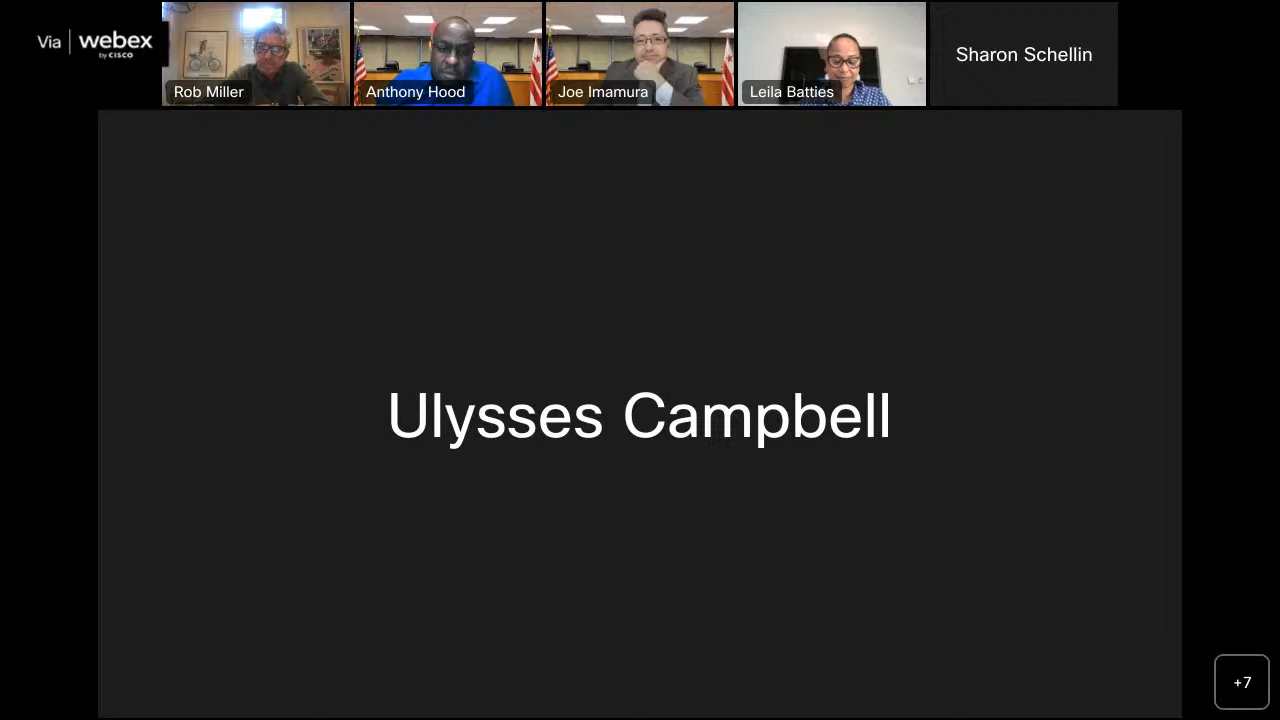 Via webex
by CISCO
Rob Miller
Anthony Hood
Joe Imamura
Leila Batties
Sharon Schellin
Ulysses Campbell
+7